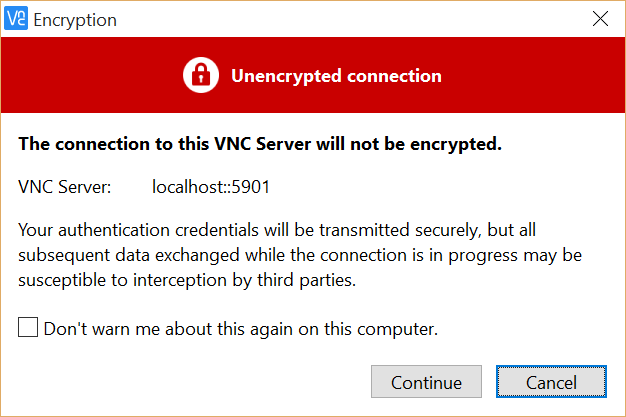 VC Encryption
Unencrypted connection
The connection to this VNC Server will not be encrypted.
VNC Server: localhost::5901
Your authentication credentials will be transmitted securely, but all
subsequent data exchanged while the connection is in progress may be
susceptible to interception by third parties.
Don't warn me about this again on this computer.
Continue Cancel